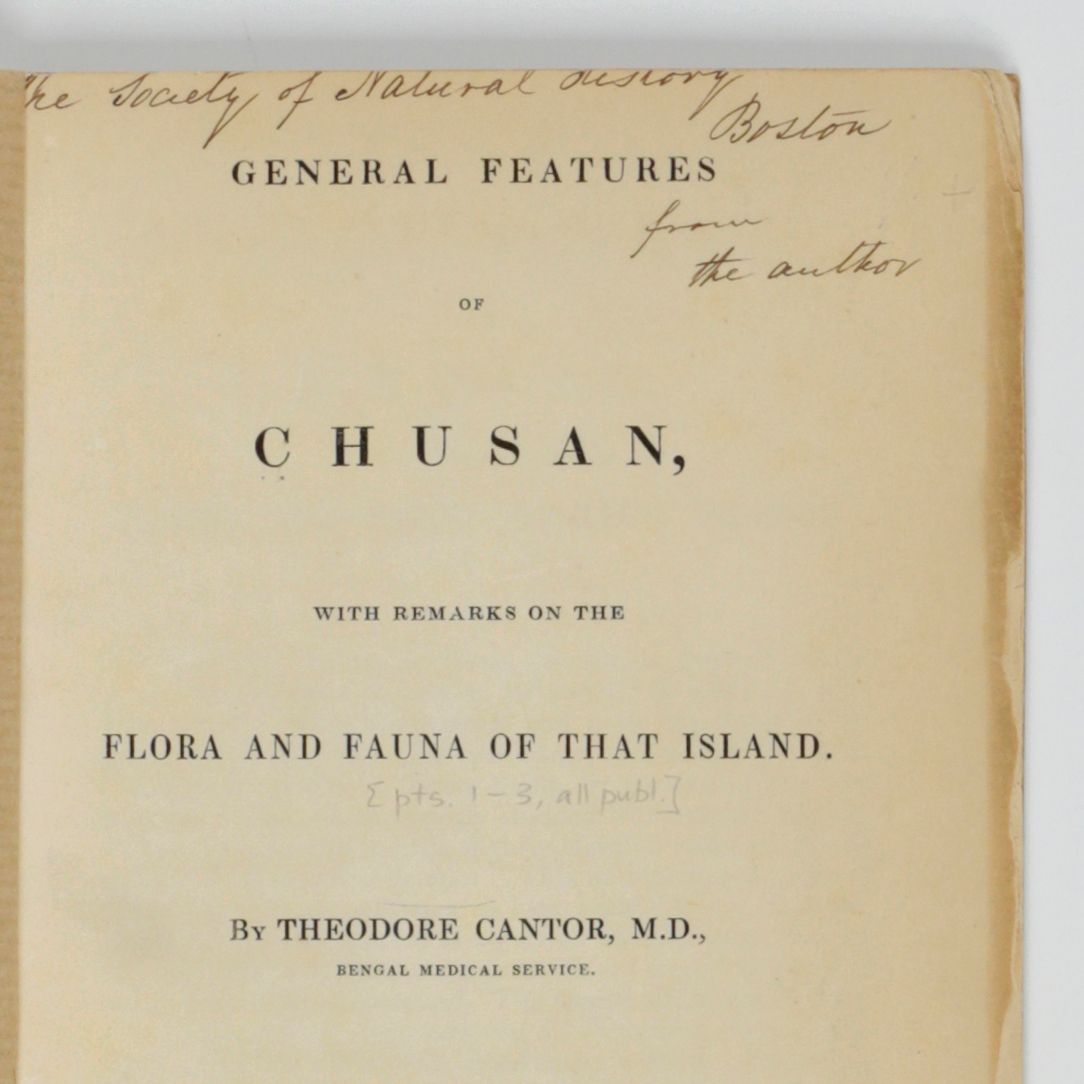 The Society of Natural History
Boston
GENERAL FEATURES
from
the author
OF
CHUSAN,
WITH REMARKS ON THE
FLORA AND FAUNA OF THAT ISLAND.
[pts. 1-3, all publ.]
By THEODORE CANTOR, M.D.,
BENGAL MEDICAL SERVICE.